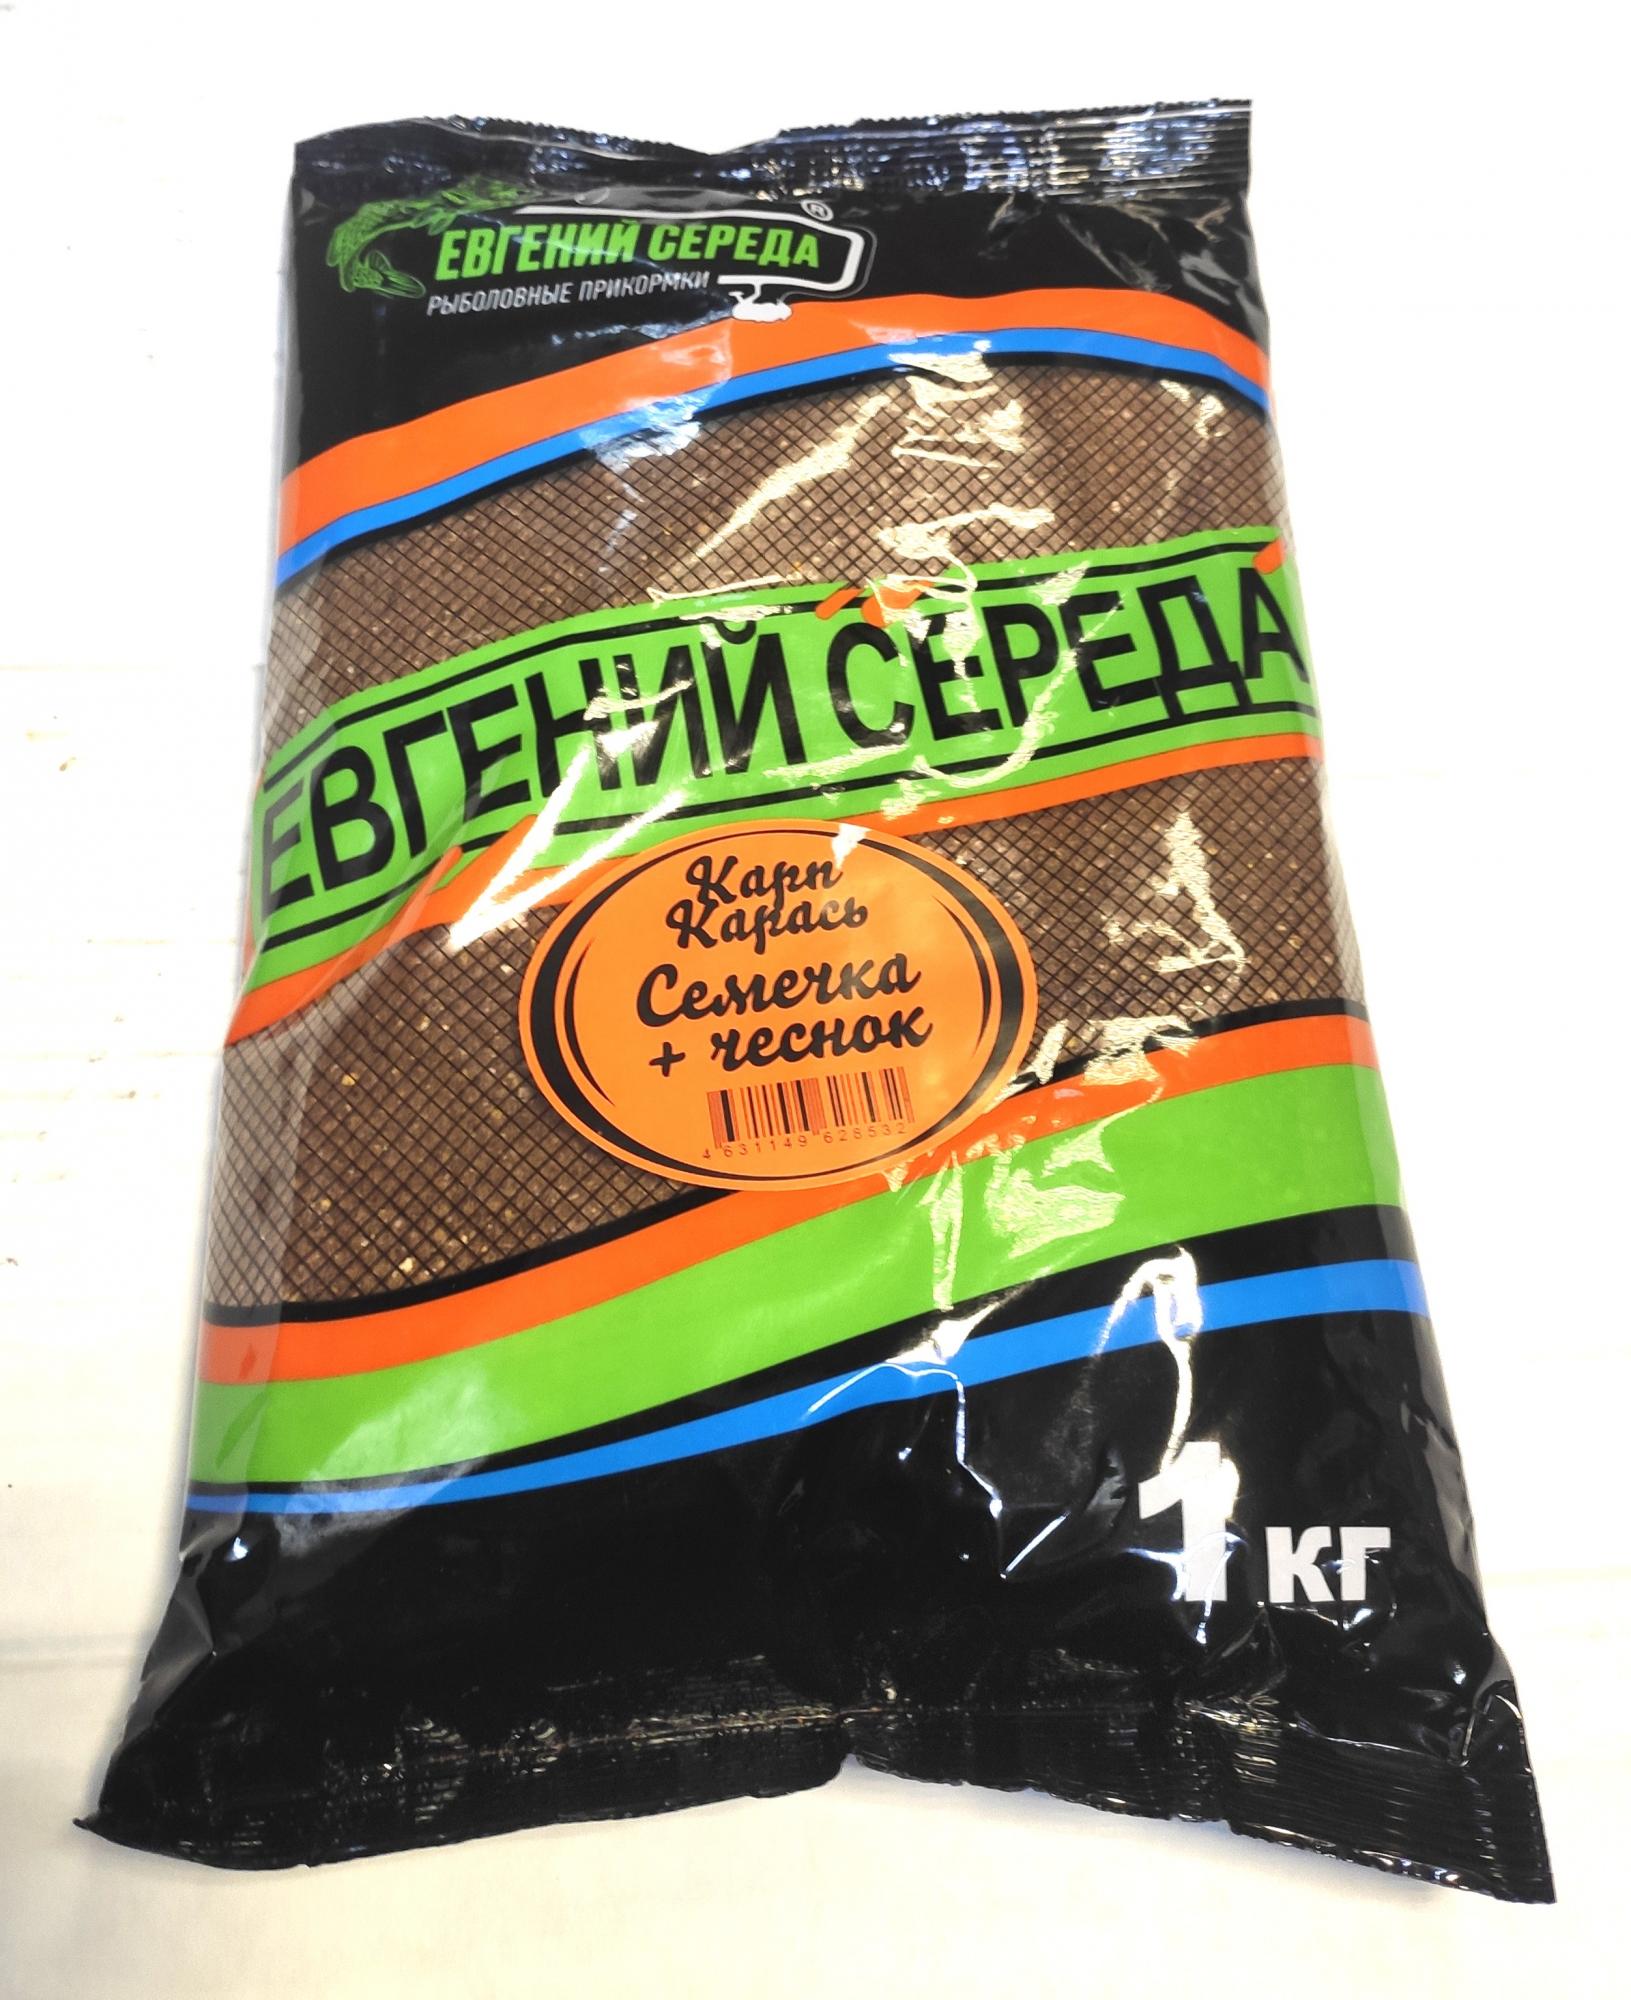 ЕВГЕНИЙ СЕРЕДА ®
РЫБОЛОВНЫЕ ПРИКОРМКИ
ЕВГЕНИЙ СЕРЕДА
Карп
Карась
Семечка
+ чеснок
4 631149 628532
1 КГ